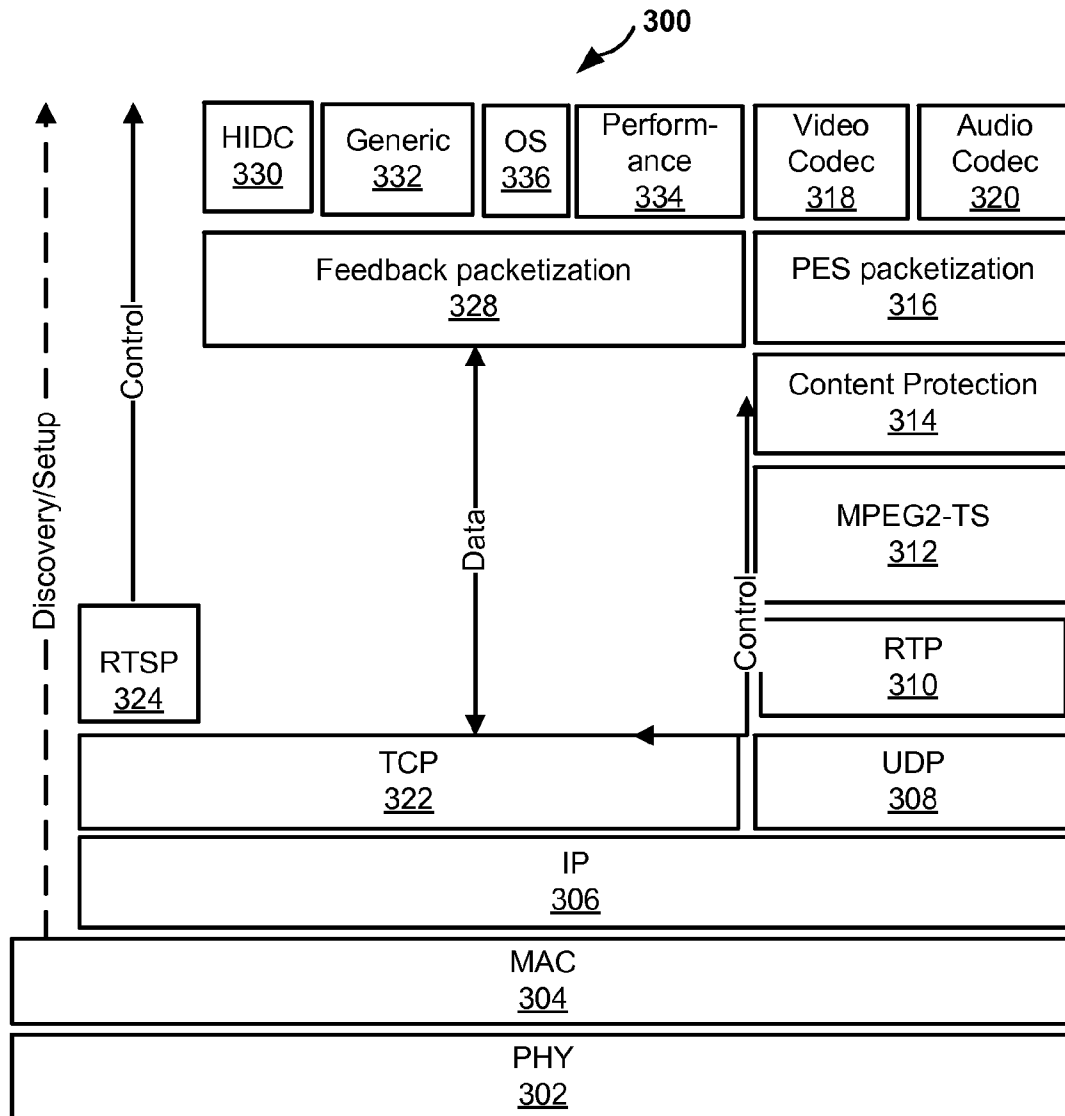 300
HIDC
330
Generic
332
OS
336
Perform-
ance
334
Video
Codec
318
Audio
Codec
320
Feedback packetization
328
PES packetization
316
Content Protection
314
MPEG2-TS
312
RTP
310
Discovery/Setup
Control
Data
Control
RTSP
324
TCP
322
UDP
308
IP
306
MAC
304
PHY
302